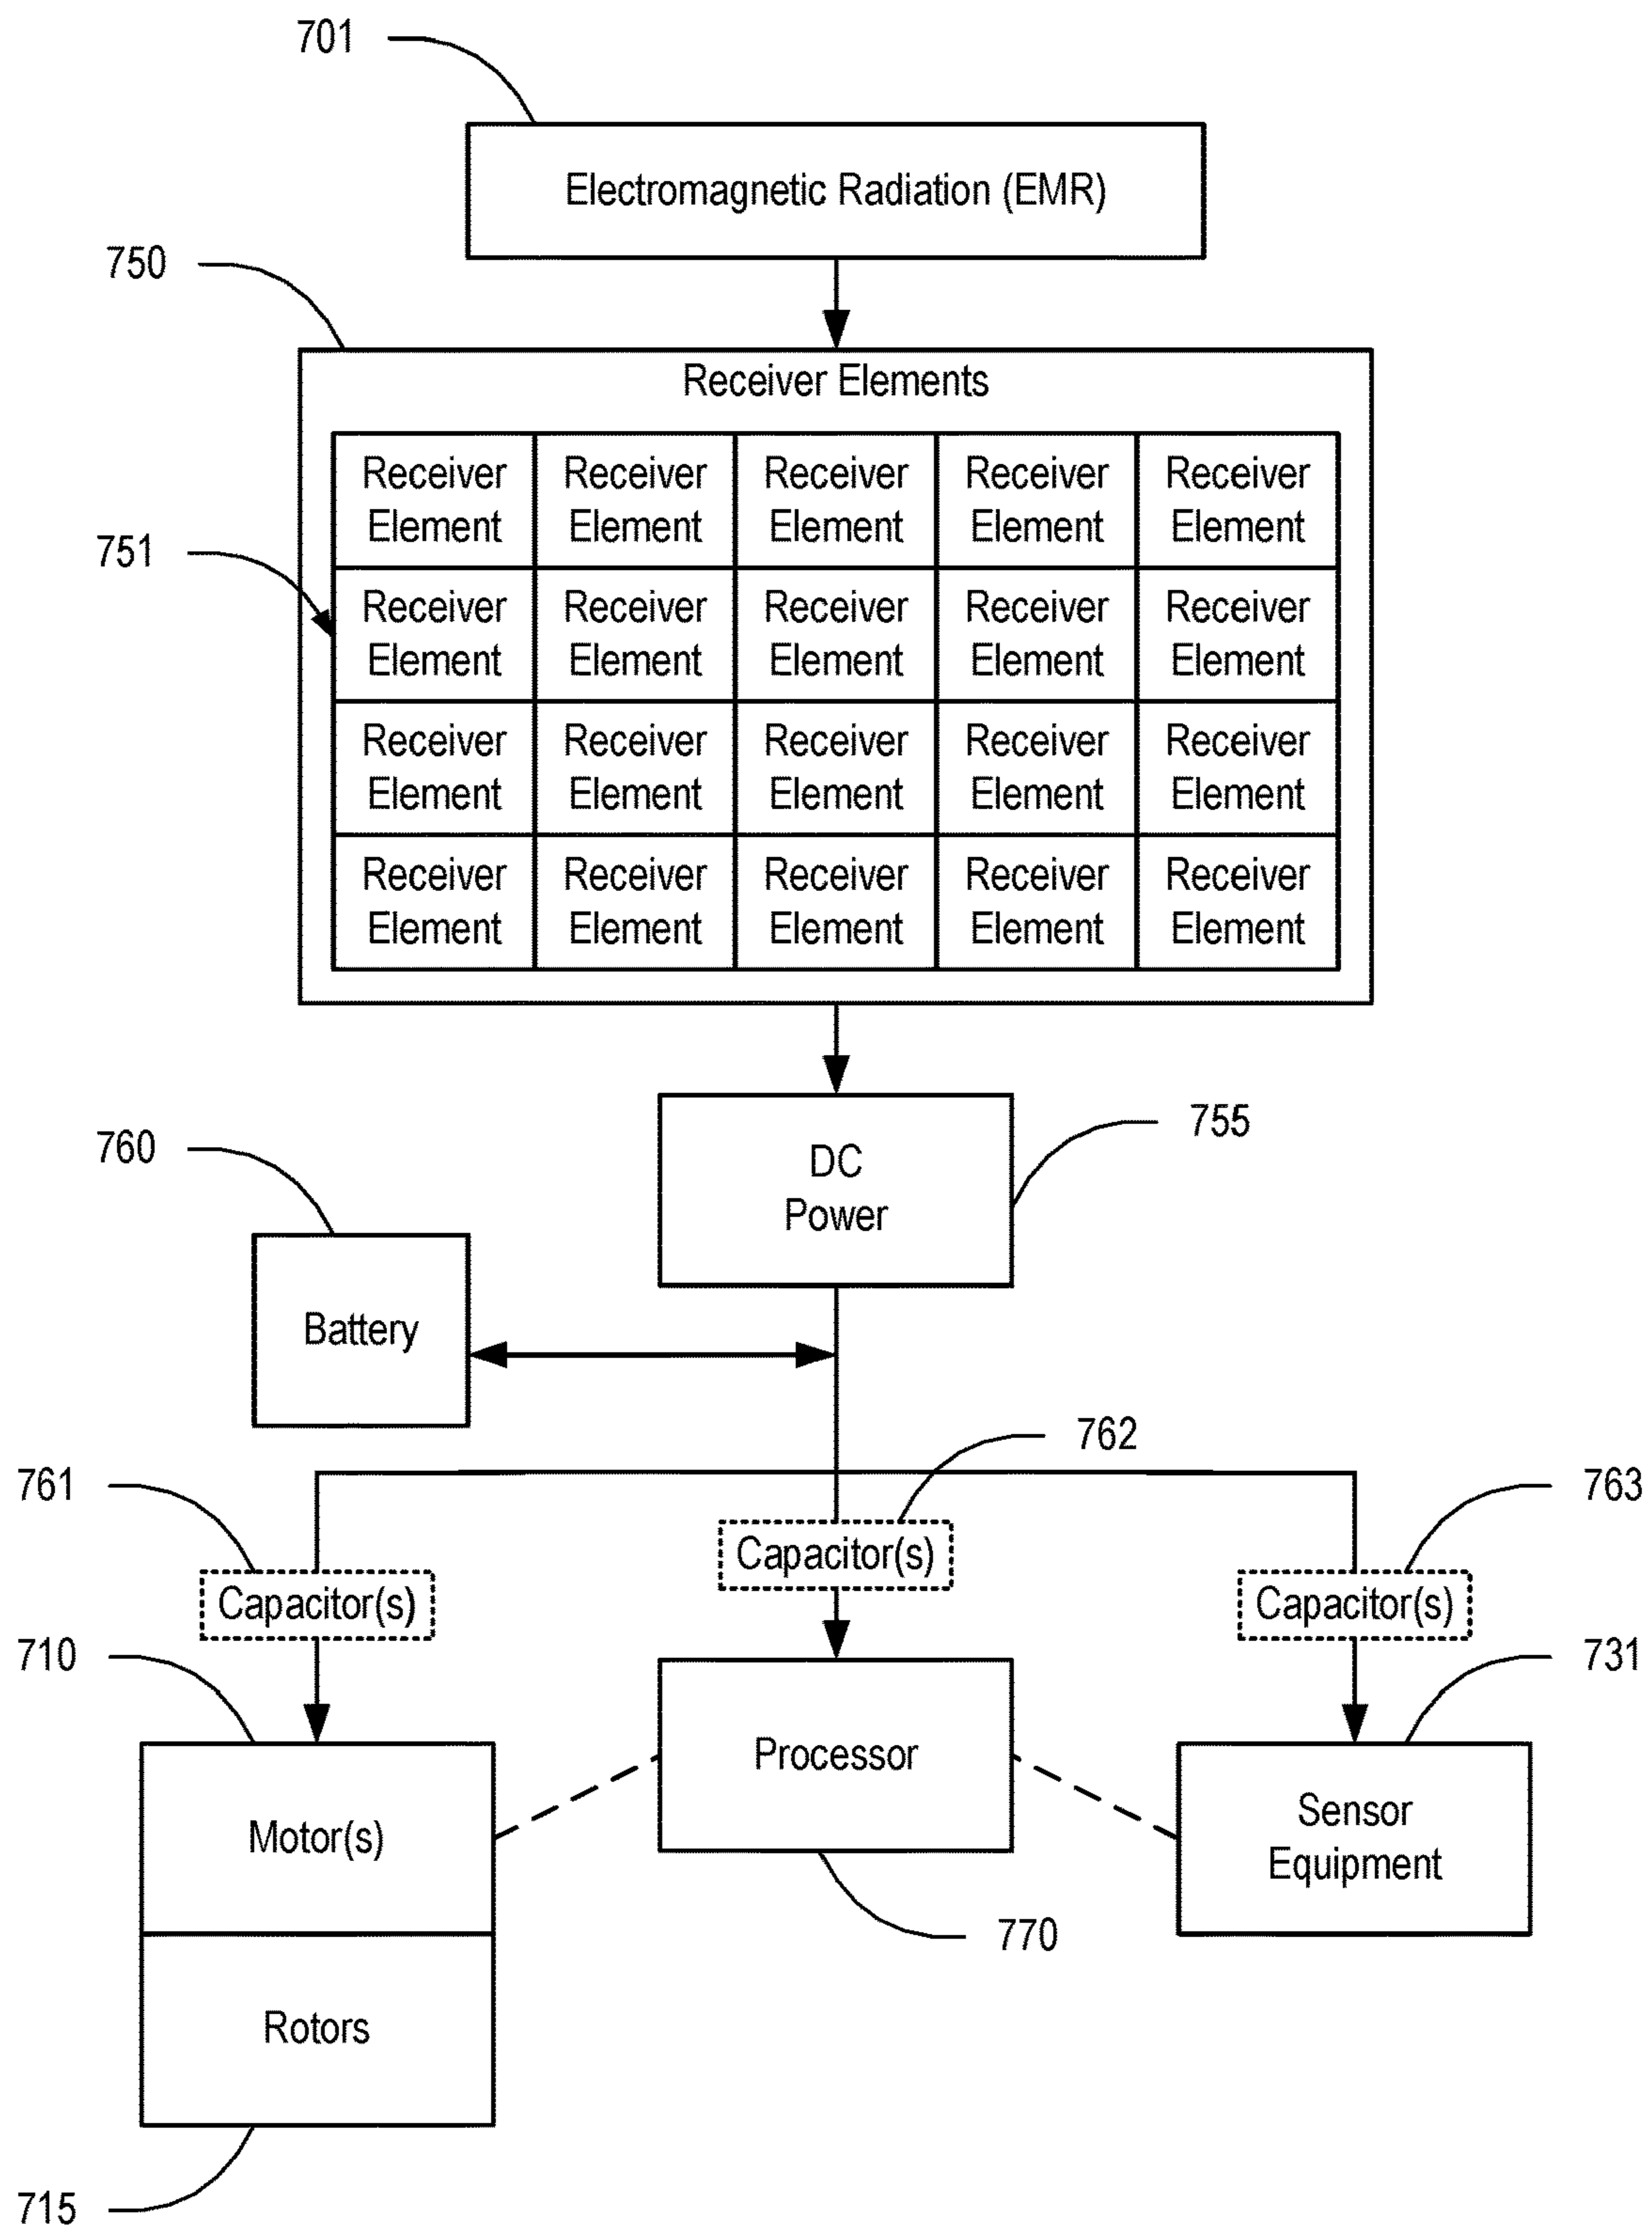 701
Electromagnetic Radiation (EMR)
750
Receiver Elements
Receiver Receiver Receiver Receiver Receiver
Element Element Element Element Element
751
Receiver Receiver Receiver Receiver Receiver
Element Element Element Element Element
Receiver Receiver Receiver Receiver Receiver
Element Element Element Element Element
Receiver Receiver Receiver Receiver Receiver
Element Element Element Element Element
755
DC
Power
760
Battery
762
761
763
Capacitor(s)
Capacitor(s)
Capacitor(s)
710
731
Motor(s)
Processor
Sensor
Equipment
770
Rotors
715